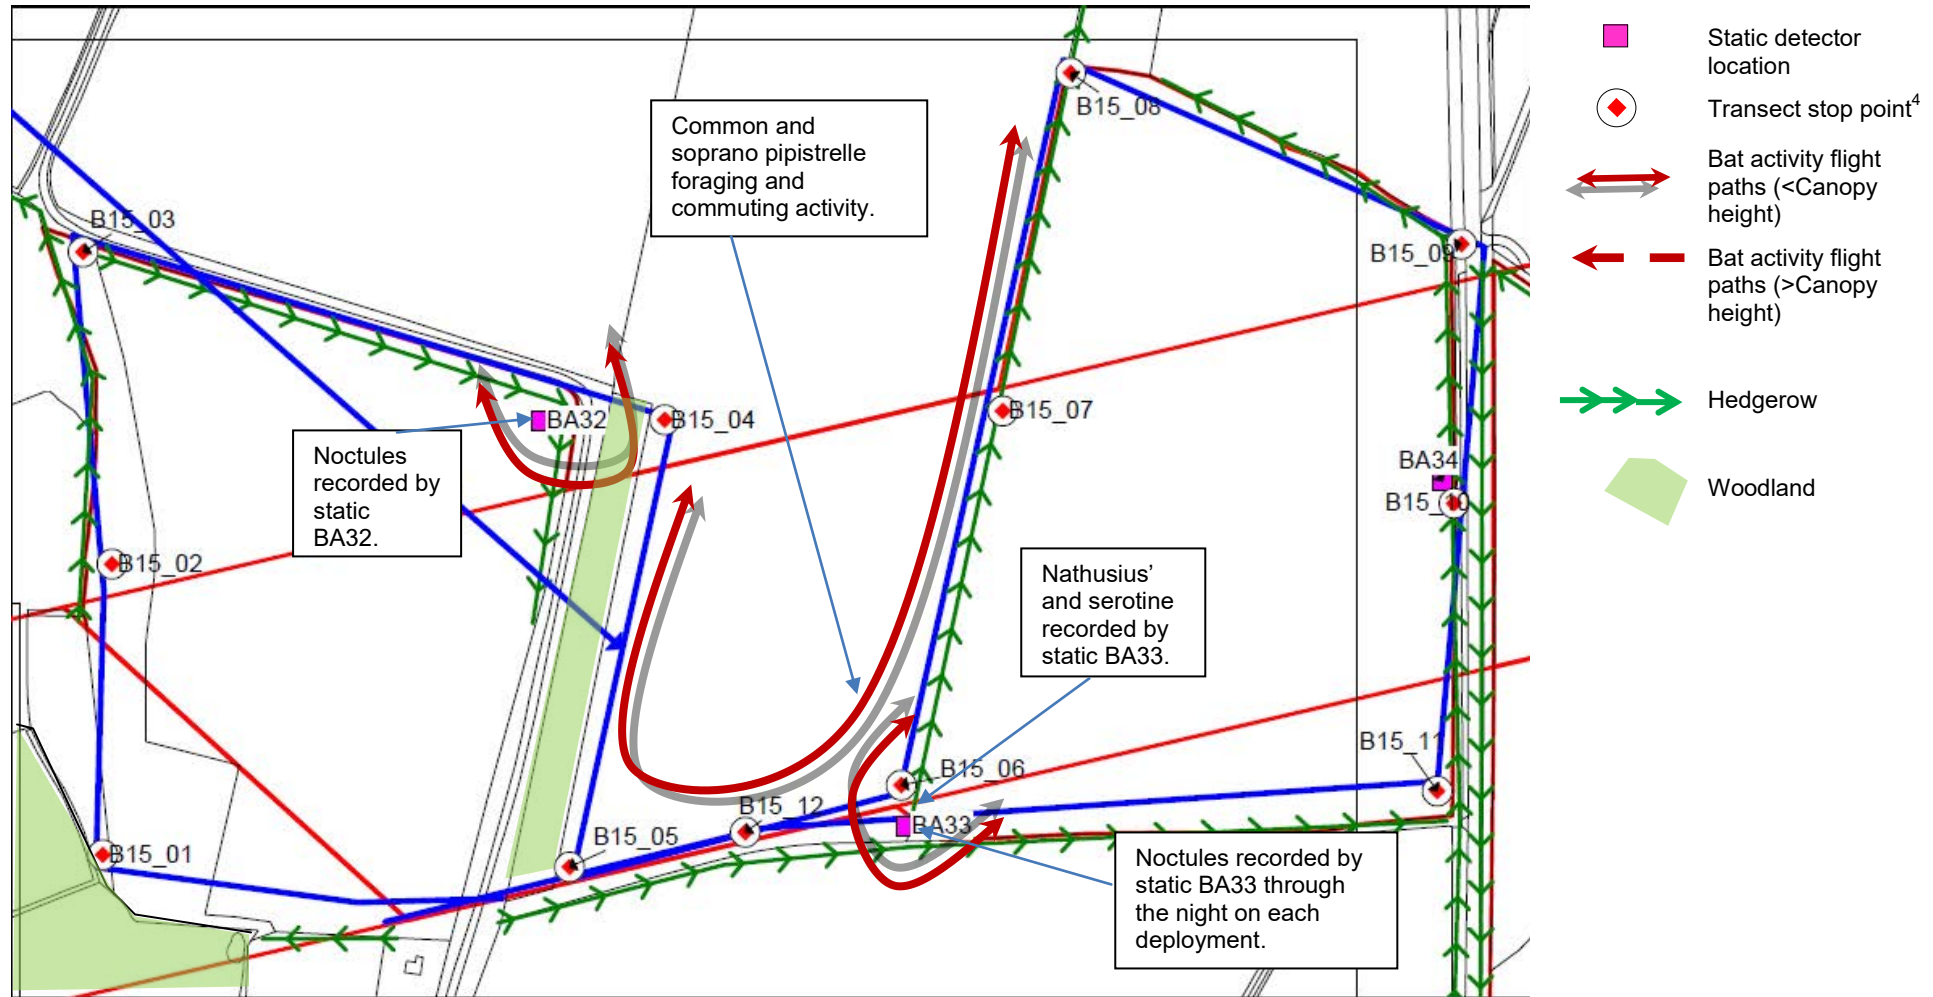 Static detector
location
Transect stop point4
Bat activity flight
paths (<Canopy
height)
Bat activity flight
paths (>Canopy
height)
Hedgerow
Woodland
Common and
soprano pipistrelle
foraging and
commuting activity.
B15_08
B15_03
B15_09
BA32
B15_04
B15_07
Noctules
recorded by
static
BA32.
BA34
B15_10
B15_02
Nathusius’
and serotine
recorded by
static BA33.
B15_11
B15_06
B15_12
BA33
B15_05
B15_01
Noctules recorded by
static BA33 through
the night on each
deployment.